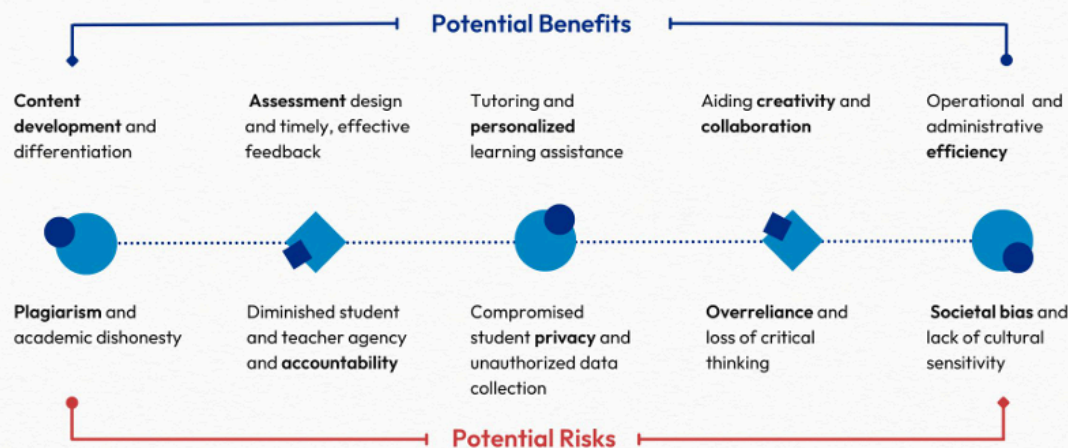 Potential Benefits
Content
development and
differentiation
Assessment design
and timely, effective
feedback
Tutoring and
personalized
learning assistance
Aiding creativity and
collaboration
Operational and
administrative
efficiency
Plagiarism and
academic dishonesty
Diminished student
and teacher agency
and accountability
Compromised
student privacy and
unauthorized data
collection
Overreliance and
loss of critical
thinking
Societal bias and
lack of cultural
sensitivity
Potential Risks